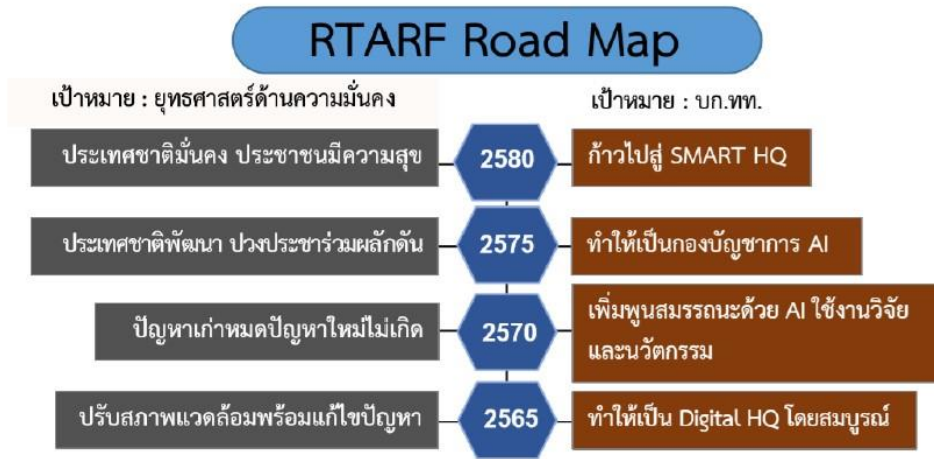 RTARF Road Map
เป้าหมาย : ยุทธศาสตร์ด้านความมั่นคง
เป้าหมาย : บก.ทท.
ประเทศชาติมั่นคง ประชาชนมีความสุข
2580
ก้าวไปสู่ SMART HQ
ประเทศชาติพัฒนา ปวงประชาร่วมผลักดัน
2575
ทำให้เป็นกองบัญชาการ AI
ปัญหาเก่าหมดปัญหาใหม่ไม่เกิด
2570
เพิ่มพูนสมรรถนะด้วย AI ใช้งานวิจัย
และนวัตกรรม
ปรับสภาพแวดล้อมพร้อมแก้ไขปัญหา
2565
ทำให้เป็น Digital HQ โดยสมบูรณ์